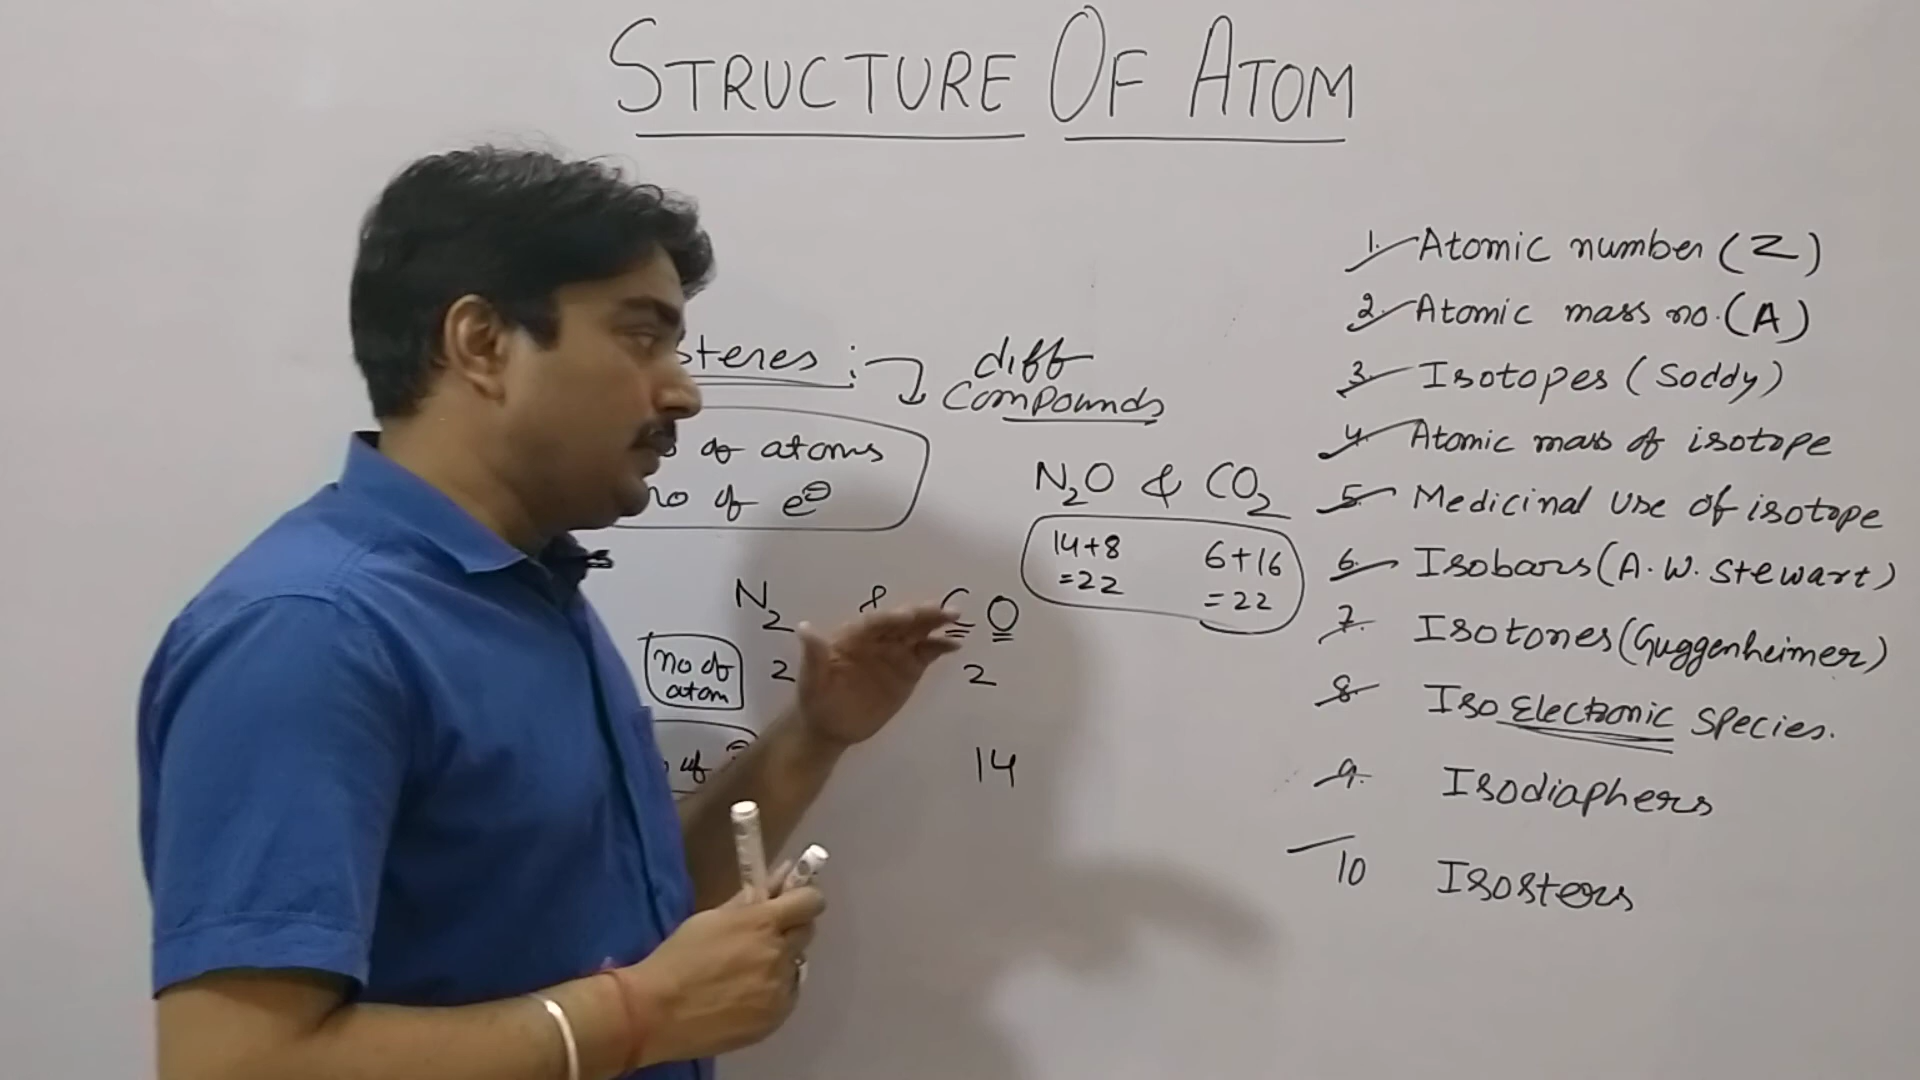 STRUCTURE OF ATOM
steres : diff
Compounds
of atoms
no of e⊖
N2O & CO2
14+8 6+16
=22 =22
N2 & CO
no of
atom
2 2
of
14
1. Atomic number (Z)
2. Atomic mass no. (A)
3. Isotopes (Soddy)
4. Atomic mass of isotope
5. Medicinal use of isotope
6. Isobars (A.W. Stewart)
7. Isotones (Guggenheimer)
8. Iso Electronic Species.
9. Isodiaphers
10 Isosters